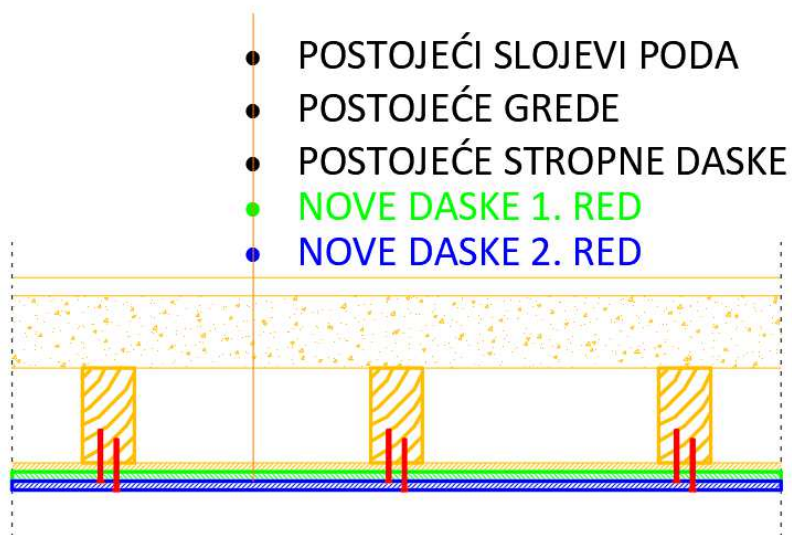 POSTOJEĆI SLOJEVI PODA
POSTOJEĆE GREDE
POSTOJEĆE STROPNE DASKE
NOVE DASKE 1. RED
NOVE DASKE 2. RED